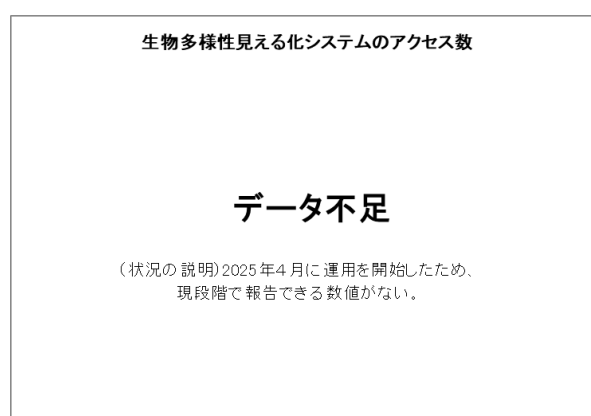 生物多様性見える化システムのアクセス数
データ不足
（状況の説明）2025年4月に運用を開始したため、
現段階で報告できる数値がない。